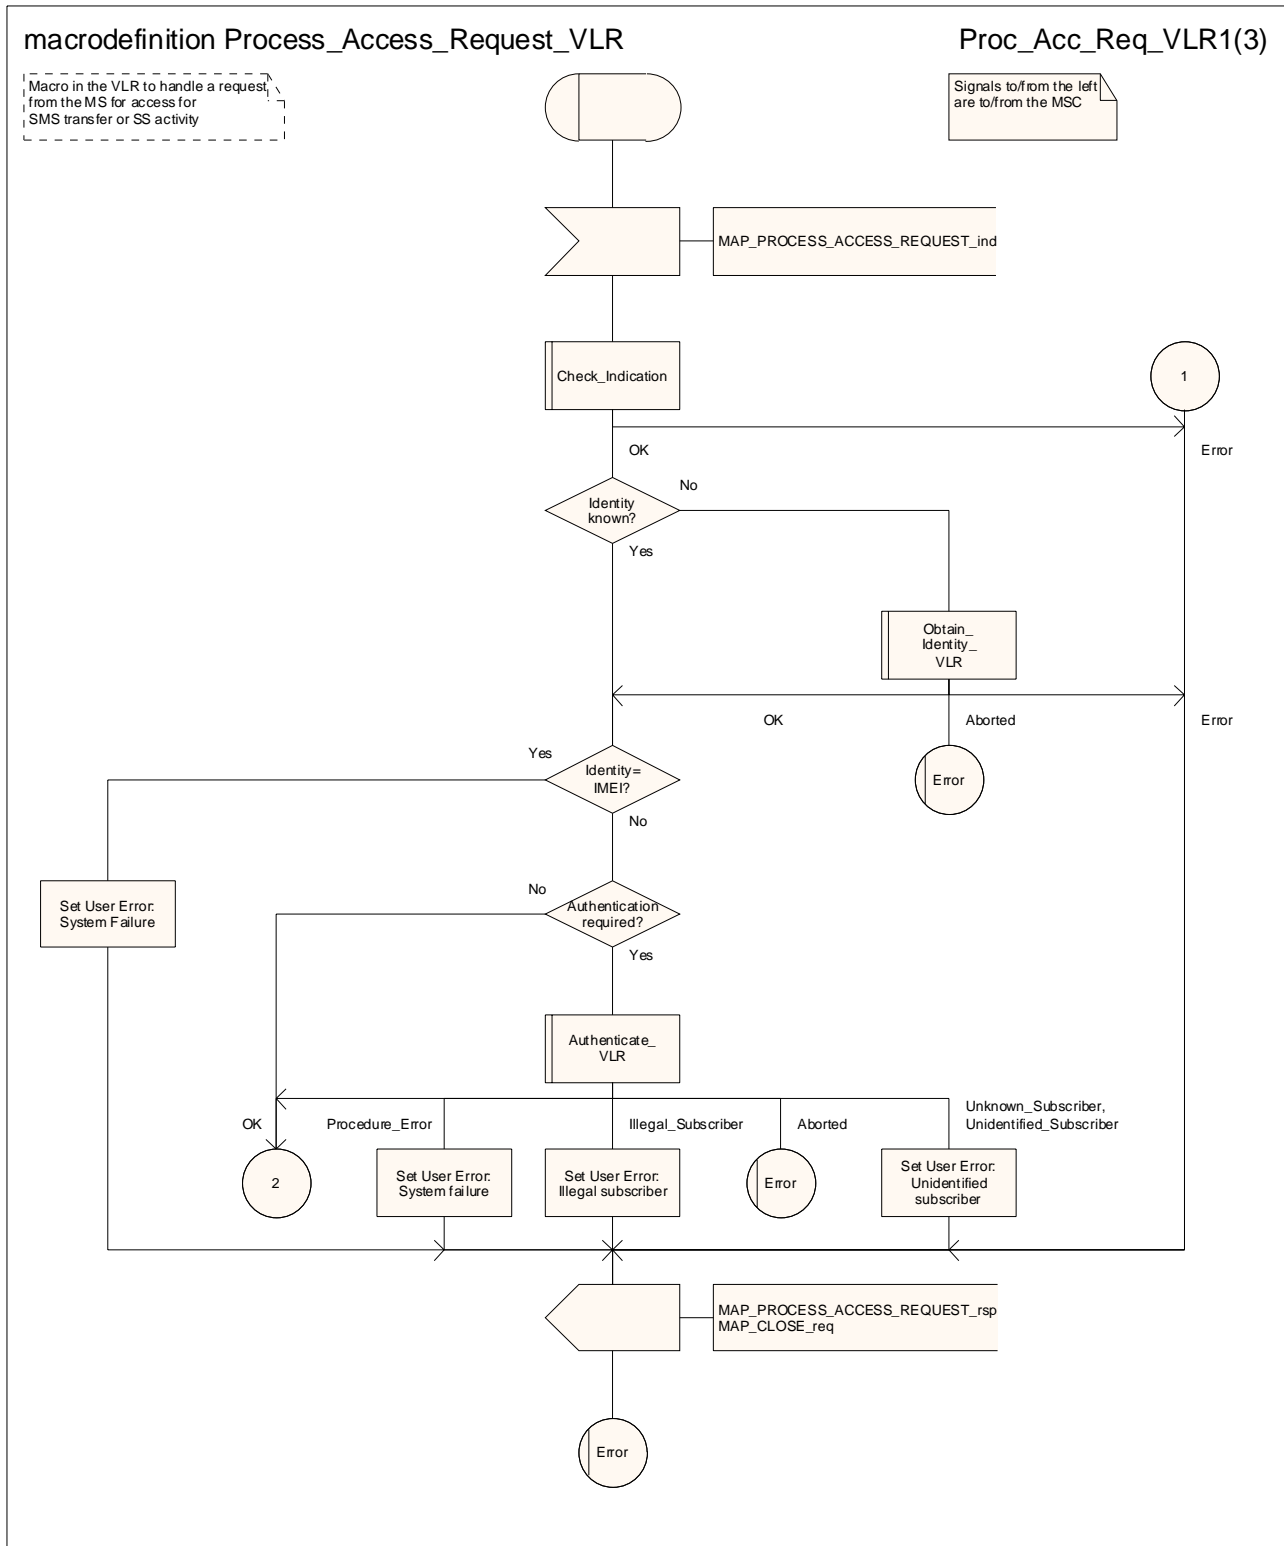 macrodefinition Process_Access_Request_VLR
Proc_Acc_Req_VLR1(3)
Macro in the VLR to handle a request
from the MS for access for
SMS transfer or SS activity
Signals to/from the left
are to/from the MSC
MAP_PROCESS_ACCESS_REQUEST_ind
Check_Indication
1
OK
Error
No
Identity
known?
Yes
Obtain_
Identity_
VLR
OK
Aborted
Error
Yes
Identity=
IMEI?
Error
No
Set User Error:
System Failure
No
Authentication
required?
Yes
Authenticate_
VLR
OK
Procedure_Error
Illegal_Subscriber
Aborted
Unknown_Subscriber,
Unidentified_Subscriber
2
Set User Error:
System failure
Set User Error:
Illegal subscriber
Error
Set User Error:
Unidentified
subscriber
MAP_PROCESS_ACCESS_REQUEST_rsp
MAP_CLOSE_req
Error